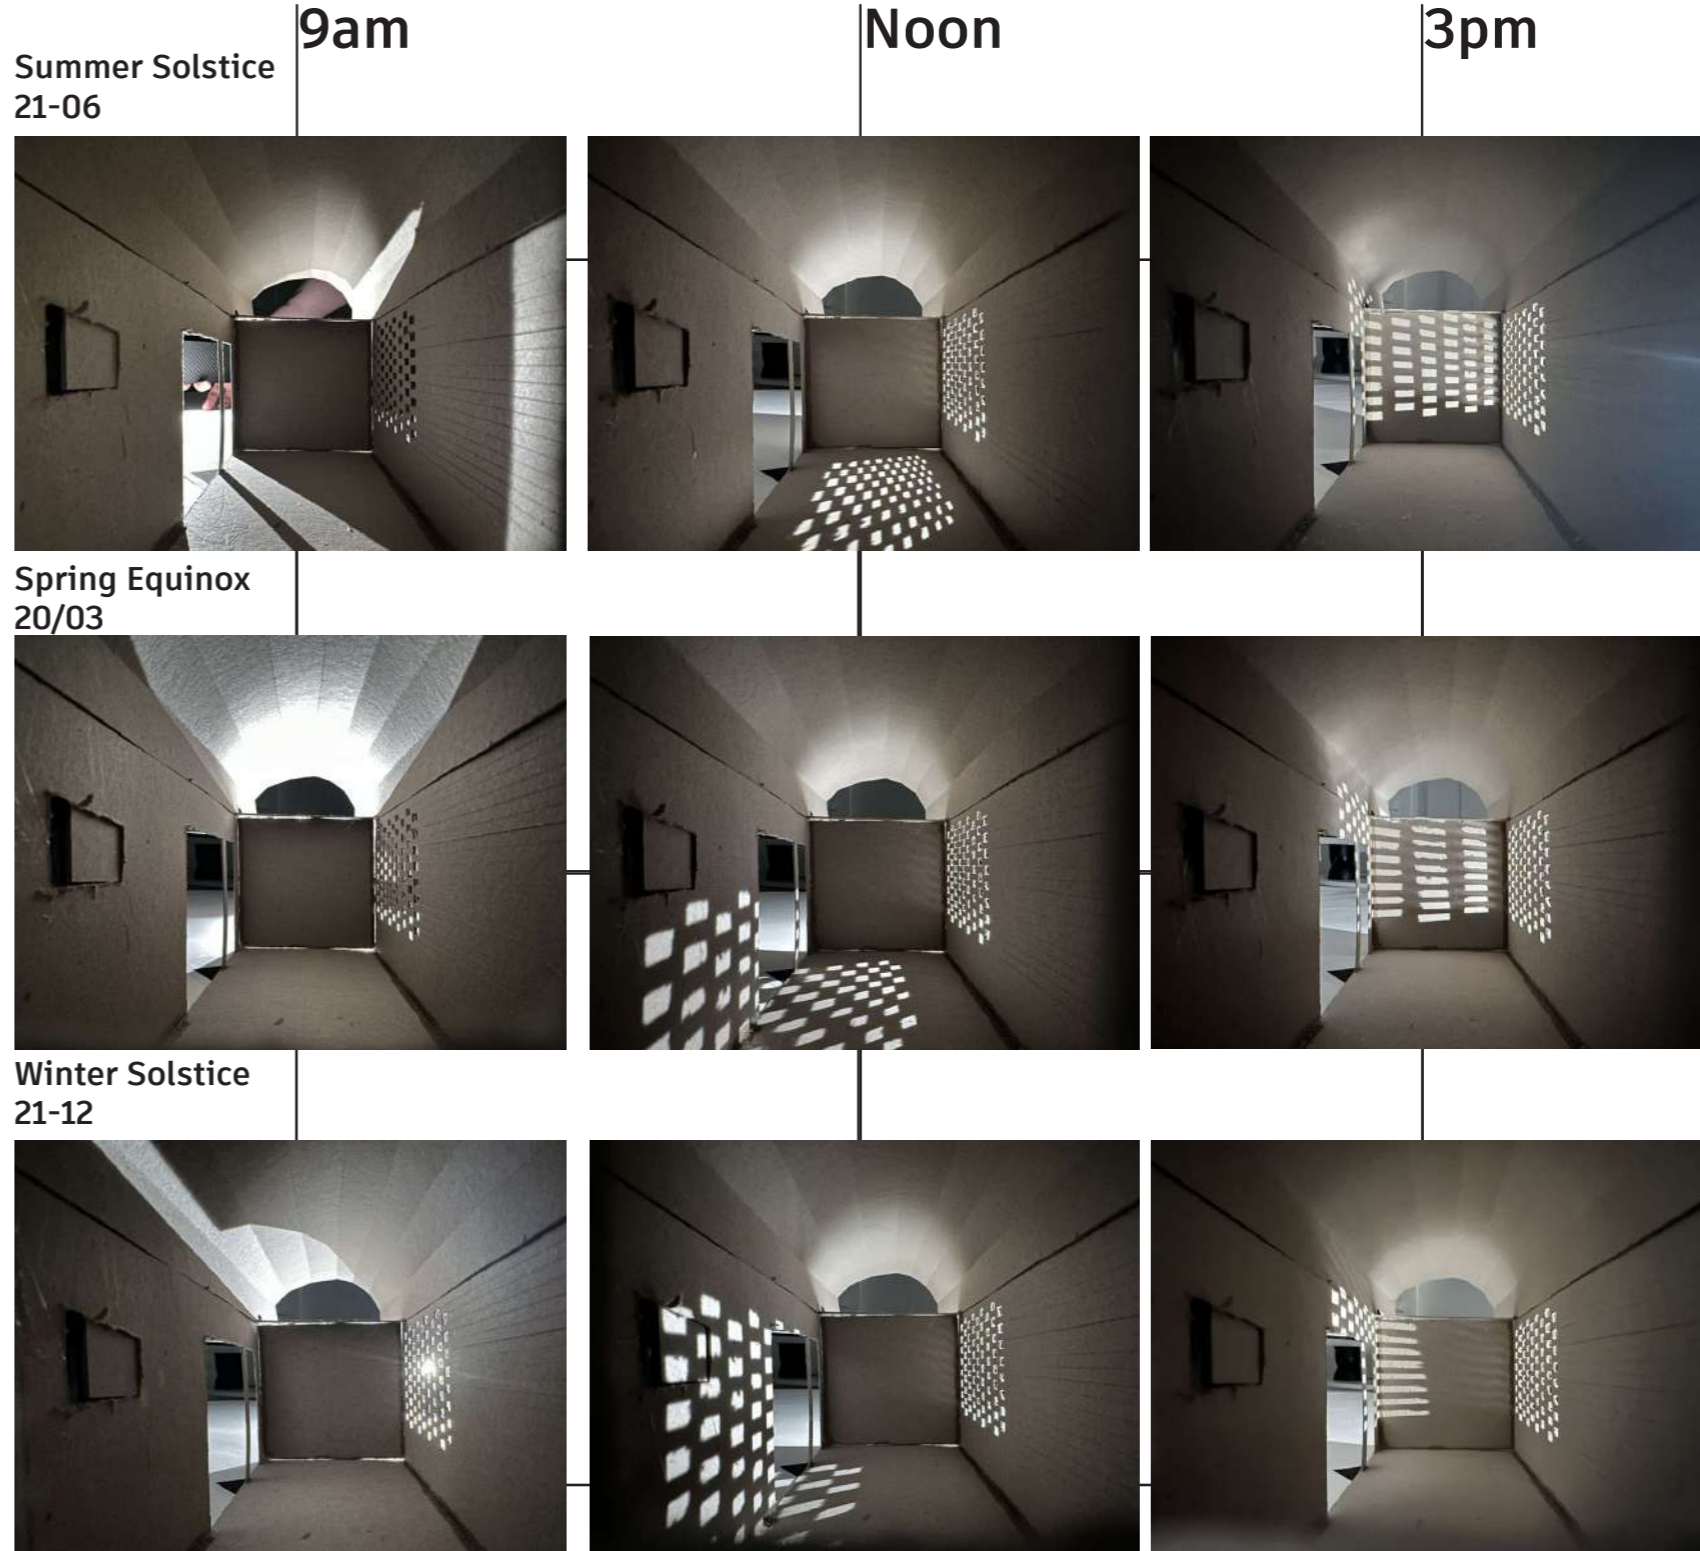 9am
Noon
3pm
Summer Solstice
21-06
Spring Equinox
20/03
Winter Solstice
21-12